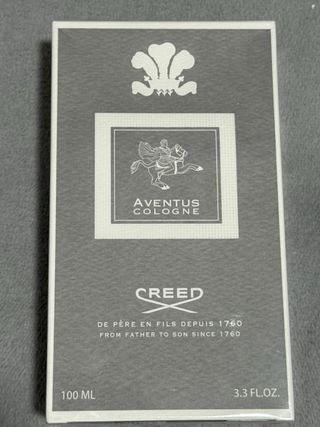 AVENTUS
COLOGNE
CREED
DE PÈRE EN FILS DEPUIS 1760
FROM FATHER TO SON SINCE 1760
100 ML 3.3 FL.OZ.